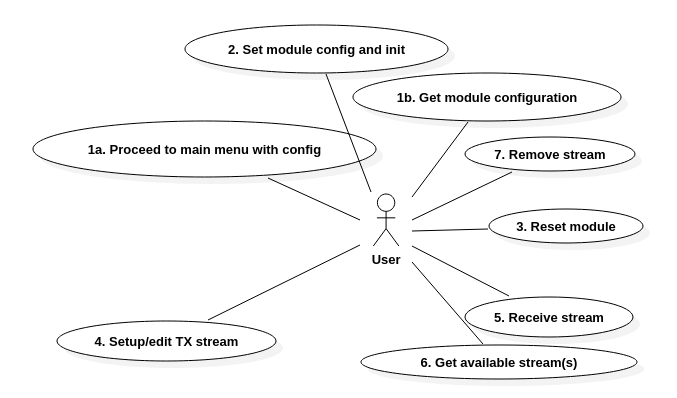 2. Set module config and init
1b. Get module configuration
1a. Proceed to main menu with config
7. Remove stream
3. Reset module
User
5. Receive stream
4. Setup/edit TX stream
6. Get available stream(s)